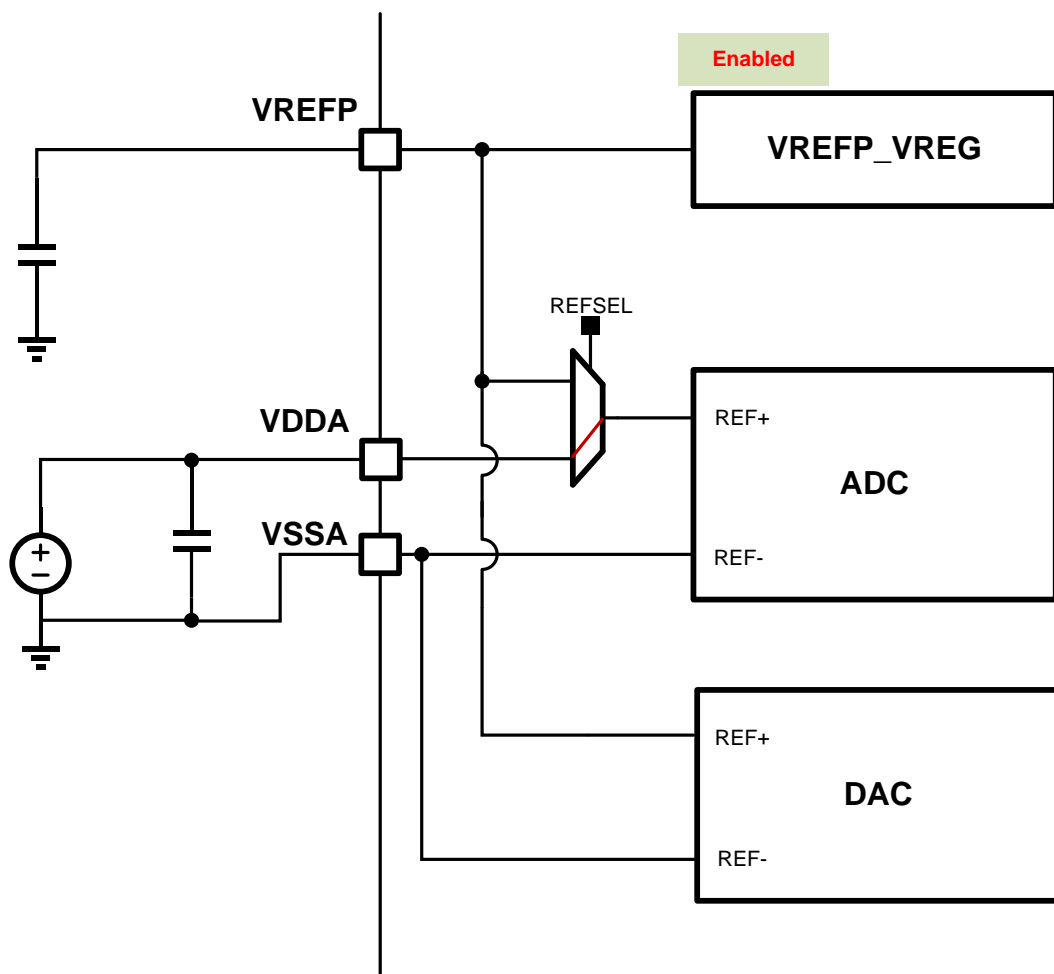 Enabled
VREFP
VREFP_VREG
REFSEL
VDDA
REF+
ADC
VSSA
REF-
REF+
DAC
REF-